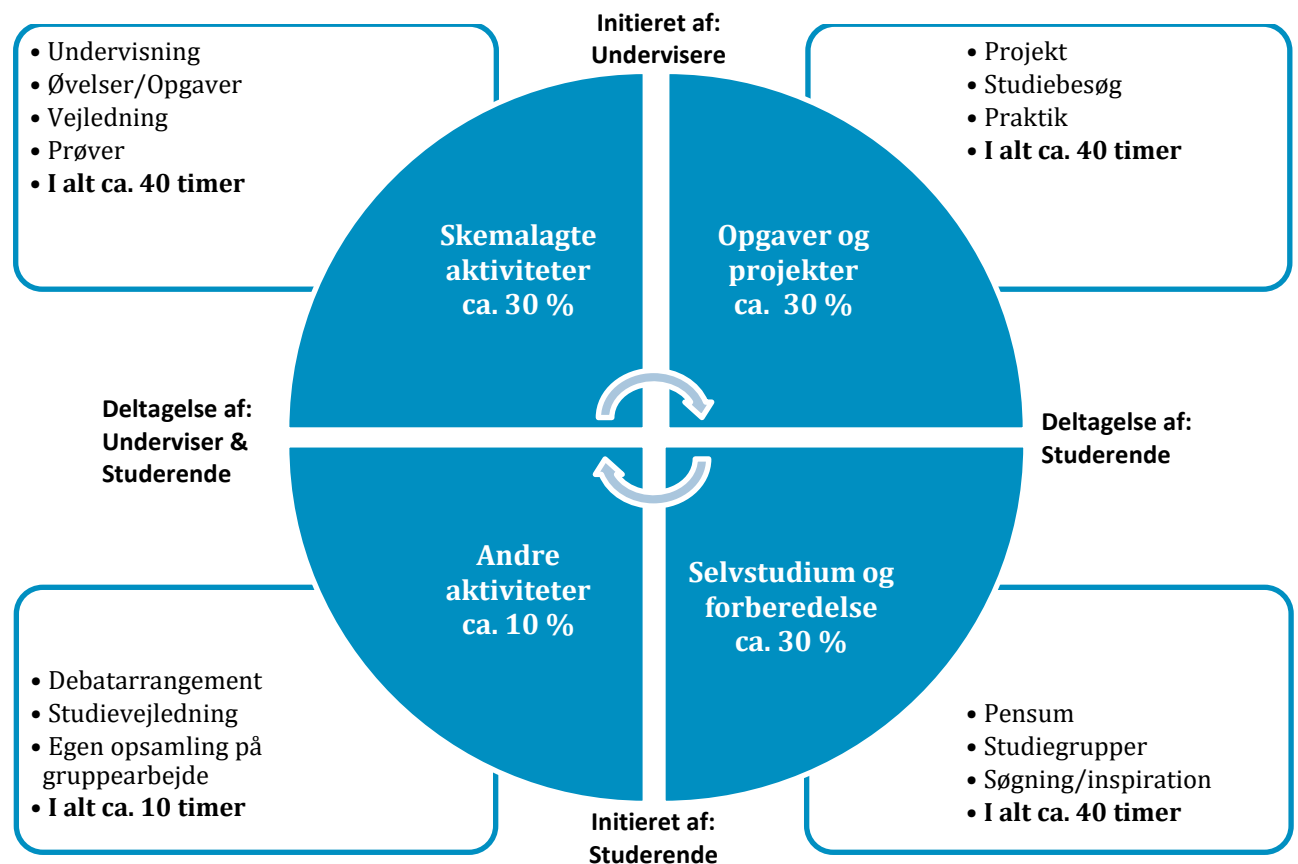 Initieret af:
Undervisere
• Undervisning
• Øvelser/Opgaver
• Vejledning
• Prøver
• I alt ca. 40 timer
• Projekt
• Studiebesøg
• Praktik
• I alt ca. 40 timer
Skemalagte
aktiviteter
ca. 30 %
Opgaver og
projekter
ca. 30 %
Deltagelse af:
Underviser &
Studerende
Deltagelse af:
Studerende
Andre
aktiviteter
ca. 10 %
Selvstudium og
forberedelse
ca. 30 %
• Debatarrangement
• Studievejledning
• Egen opsamling på
gruppearbejde
• I alt ca. 10 timer
• Pensum
• Studiegrupper
• Søgning/inspiration
• I alt ca. 40 timer
Initieret af:
Studerende